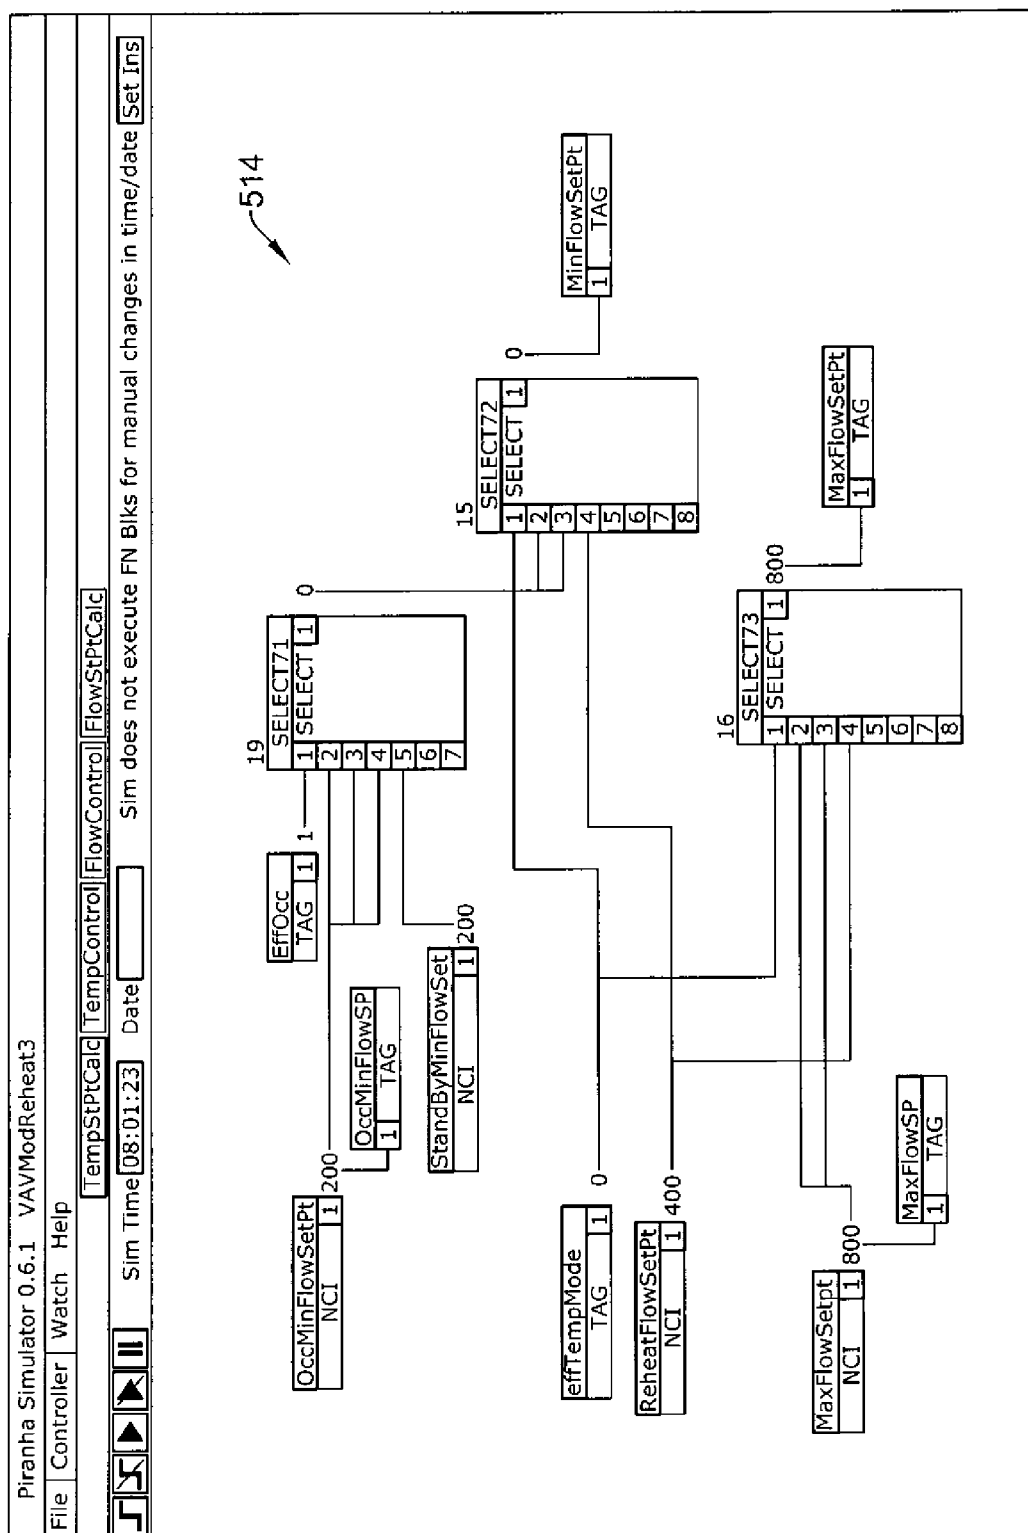 Piranha Simulator 0.6.1 VAVModReheat3
File Controller Watch Help
TempStPtCalc TempControl FlowControl FlowStPtCalc
Sim Time 08:01:23 Date Sim does not execute FN Blks for manual changes in time/date Set Ins
514
OccMinFlowSetPt
NCI 1 200
OccMinFlowSP
1 TAG
EffOcc
TAG 1 1
StandByMinFlowSet
NCI 1 200
19
SELECT71
1 SELECT 1 0
2
3
4
5
6
7
15
SELECT72
1 SELECT 1 0
2
3
4
5
6
7
8
MinFlowSetPt
1 TAG
effTempMode
TAG 1 0
ReheatFlowSetPt
NCI 1 400
MaxFlowSetpt
NCI 1 800
MaxFlowSP
1 TAG
16
SELECT73
1 SELECT 1 800
2
3
4
5
6
7
8
MaxFlowSetPt
1 TAG